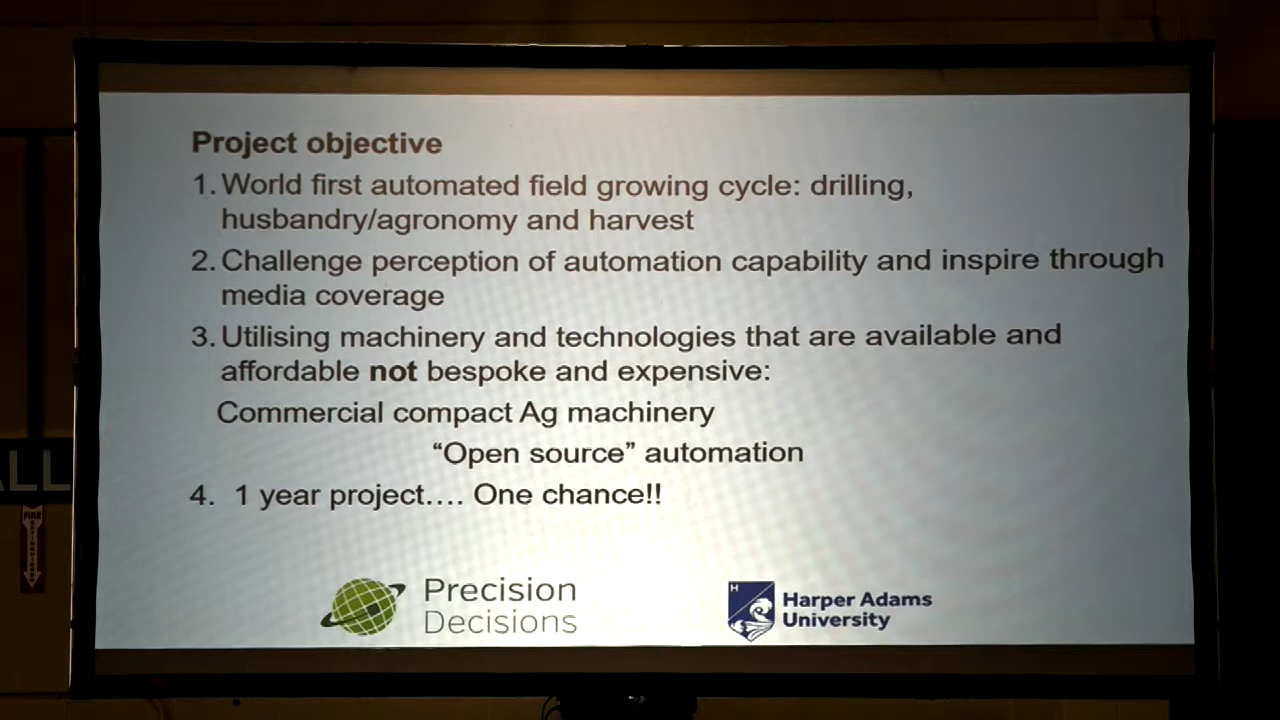 Project objective
1. World first automated field growing cycle: drilling,
husbandry/agronomy and harvest
2. Challenge perception of automation capability and inspire through
media coverage
3. Utilising machinery and technologies that are available and
affordable not bespoke and expensive:
Commercial compact Ag machinery
“Open source” automation
4. 1 year project…. One chance!!
Precision
Decisions
H
Harper Adams
University
ALL
FIRE